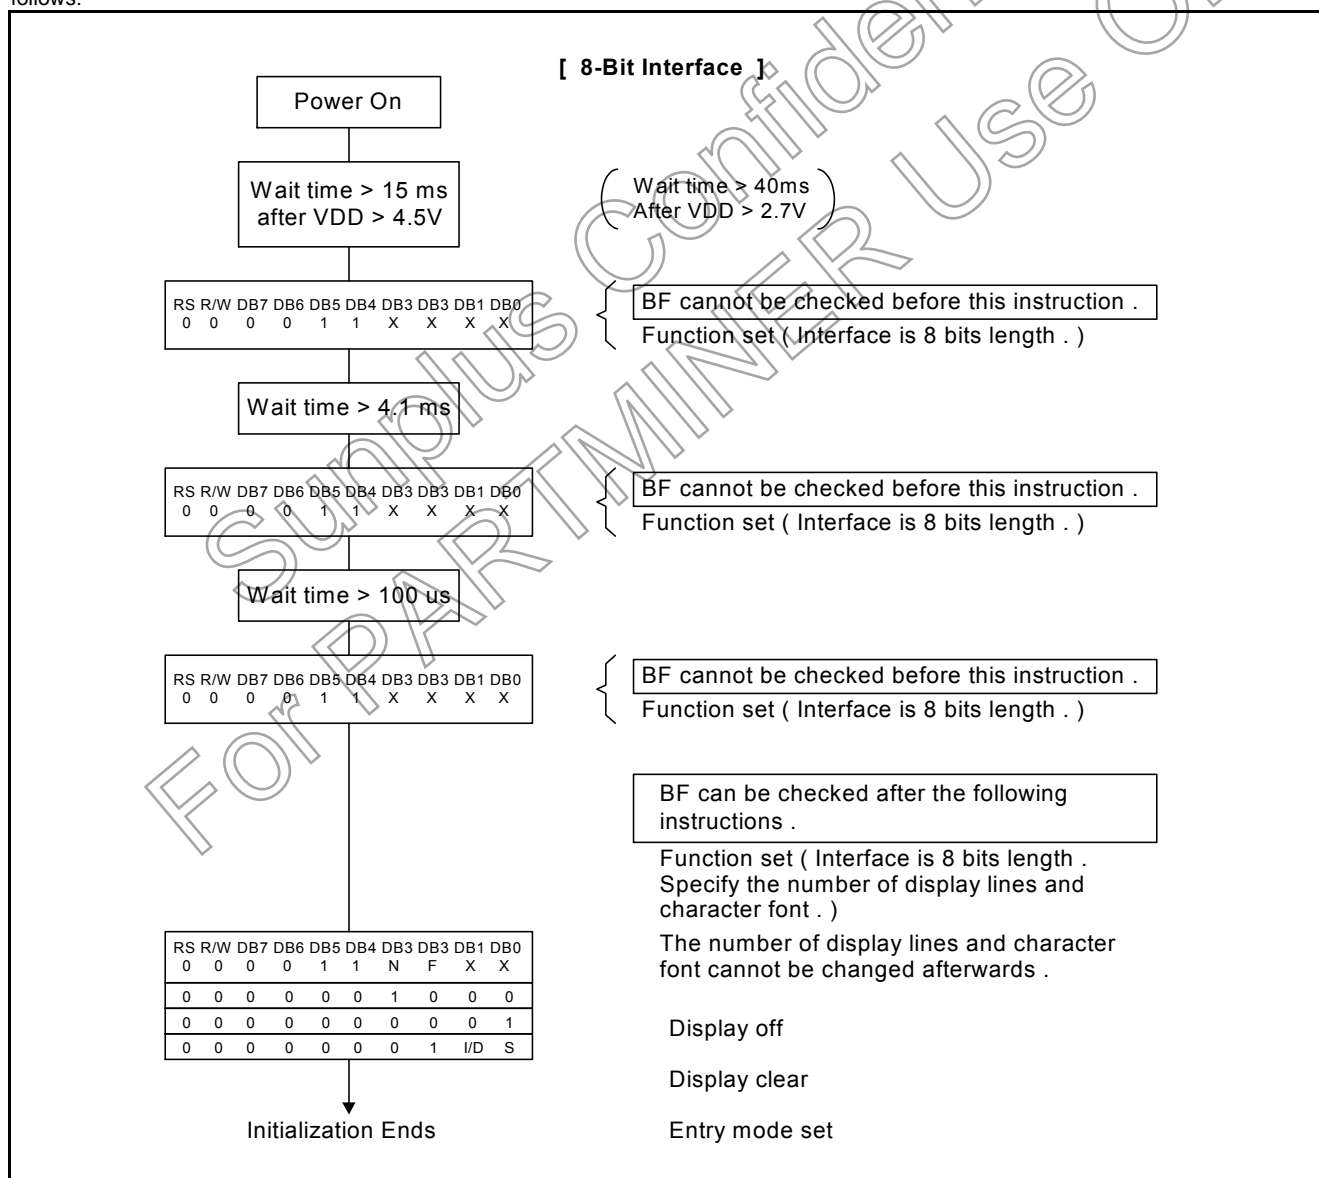 follows:
[ 8-Bit Interface ]
Power On
Wait time > 15 ms
after VDD > 4.5V
Wait time > 40ms
After VDD > 2.7V
RS R/W DB7 DB6 DB5 DB4 DB3 DB3 DB1 DB0
0 0 0 0 1 1 X X X X
BF cannot be checked before this instruction .
Function set ( Interface is 8 bits length . )
Wait time > 4.1 ms
RS R/W DB7 DB6 DB5 DB4 DB3 DB3 DB1 DB0
0 0 0 0 1 1 X X X X
BF cannot be checked before this instruction .
Function set ( Interface is 8 bits length . )
Wait time > 100 us
RS R/W DB7 DB6 DB5 DB4 DB3 DB3 DB1 DB0
0 0 0 0 1 1 X X X X
BF cannot be checked before this instruction .
Function set ( Interface is 8 bits length . )
BF can be checked after the following
instructions .
Function set ( Interface is 8 bits length .
Specify the number of display lines and
character font . )
The number of display lines and character
font cannot be changed afterwards .
RS R/W DB7 DB6 DB5 DB4 DB3 DB3 DB1 DB0
0 0 0 0 1 1 N F X X
0 0 0 0 0 0 1 0 0 0
0 0 0 0 0 0 0 0 0 1
0 0 0 0 0 0 0 1 I/D S
Display off
Display clear
Entry mode set
Initialization Ends
Sunplus Confiden
For PARTMINER Use O